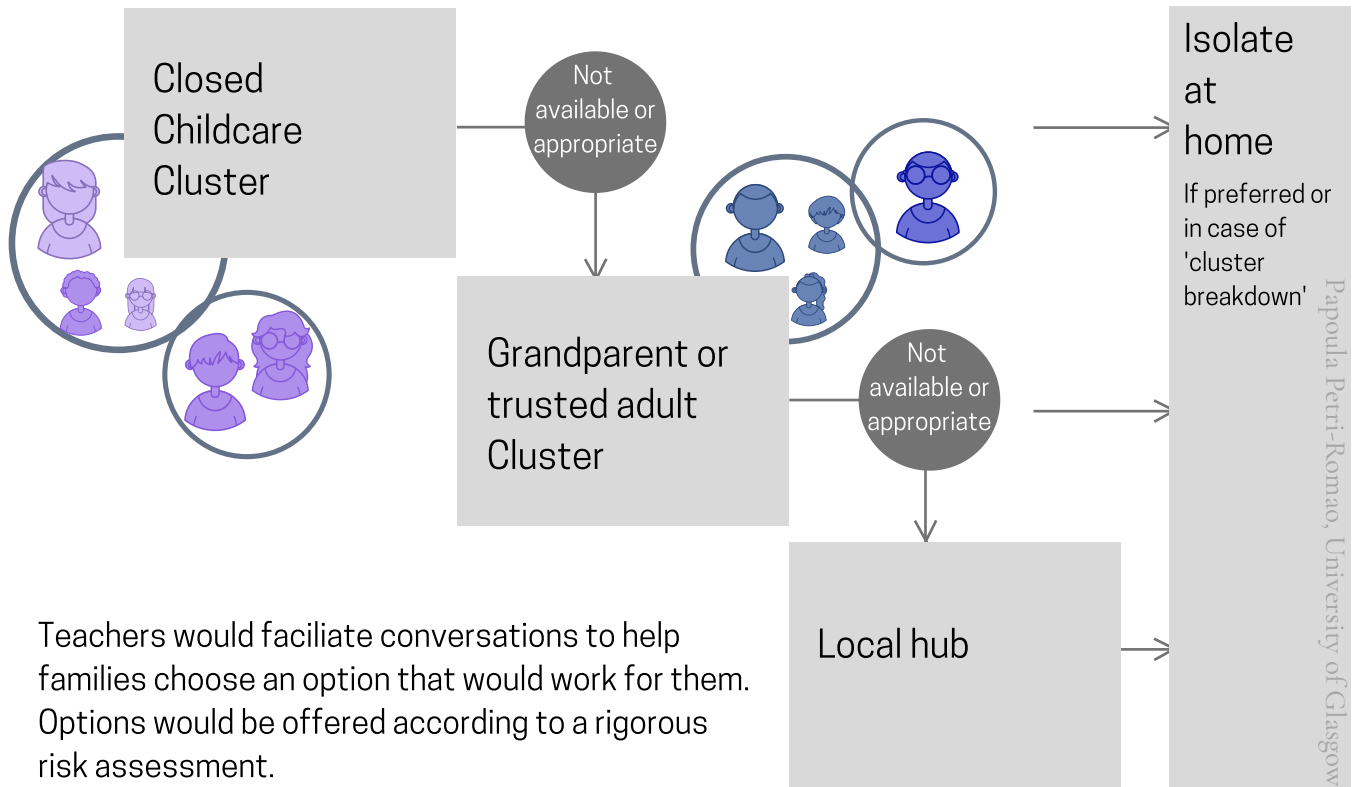 Closed
Childcare
Cluster
Not
available or
appropriate
Grandparent or
trusted adult
Cluster
Not
available or
appropriate
Local hub
Isolate
at
home
If preferred or
in case of
'cluster
breakdown'
Teachers would faciliate conversations to help
families choose an option that would work for them.
Options would be offered according to a rigorous
risk assessment.
Papoula Petri-Romao, University of Glasgow